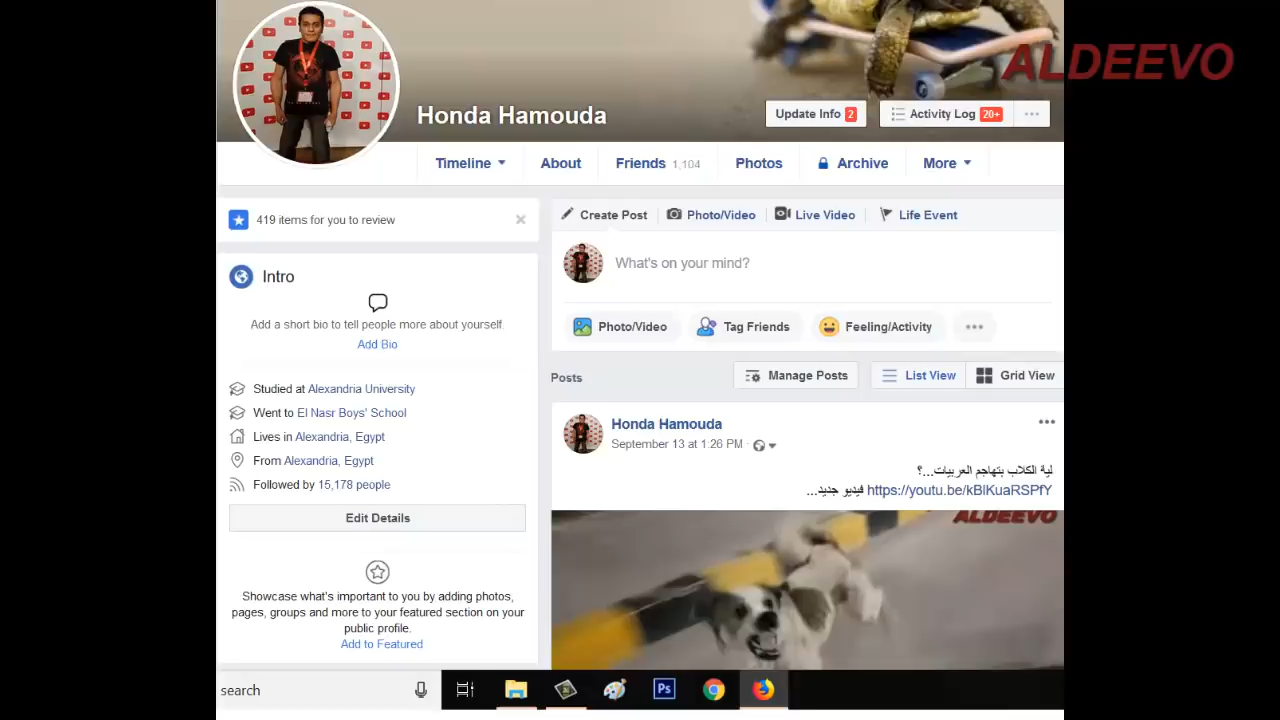 ALDEEVO
Honda Hamouda
Update Info 2
Activity Log 20+
Timeline
About
Friends 1,104
Photos
Archive
More
419 items for you to review
Intro
Add a short bio to tell people more about yourself.
Add Bio
Studied at Alexandria University
Went to El Nasr Boys' School
Lives in Alexandria, Egypt
From Alexandria, Egypt
Followed by 15,178 people
Edit Details
Showcase what's important to you by adding photos,
pages, groups and more to your featured section on your
public profile.
Add to Featured
Create Post
Photo/Video
Live Video
Life Event
What's on your mind?
Photo/Video
Tag Friends
Feeling/Activity
Posts
Manage Posts
List View
Grid View
Honda Hamouda
September 13 at 1:26 PM
لية الكلاب بتهاجم العربيات...؟
https://youtu.be/kBlKuaRSPfY فيديو جديد...
ALDEEVO
search
Ps